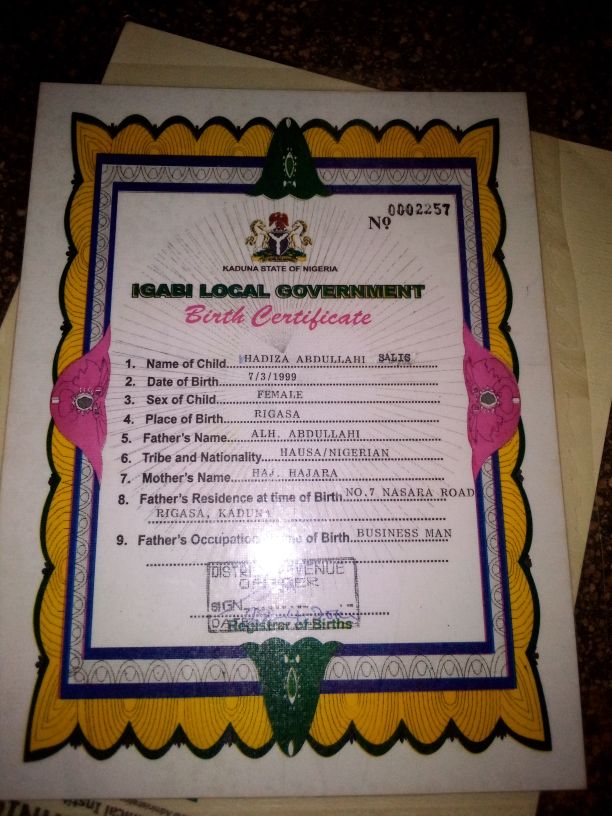 Nº 0002257
KADUNA STATE OF NIGERIA
IGABI LOCAL GOVERNMENT
Birth Certificate
1. Name of Child HADIZA ABDULLAHI SALIS
2. Date of Birth 7/3/1999
3. Sex of Child FEMALE
4. Place of Birth RIGASA
5. Father's Name ALH. ABDULLAHI
6. Tribe and Nationality HAUSA/NIGERIAN
7. Mother's Name HAJ. HAJARA
8. Father's Residence at time of Birth NO.7 NASARA ROAD
RIGASA, KADUNA
9. Father's Occupation of Birth BUSINESS MAN
OFFICER
SIGN
Registrar of Births